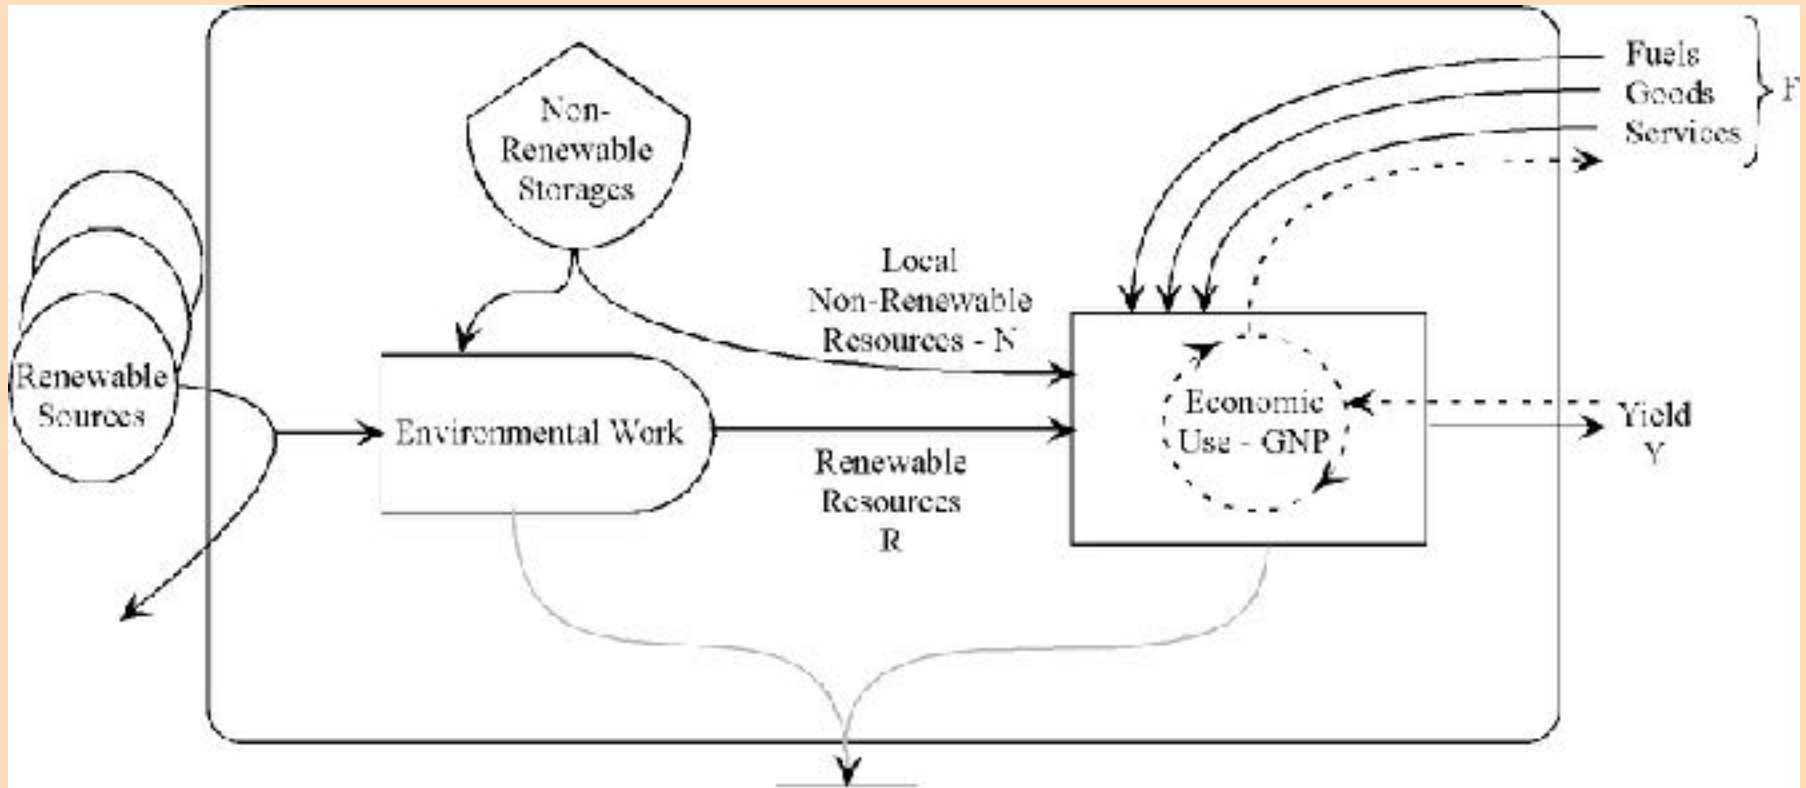 Non-
Renewable
Storages
Fuels
Goods
Services
F
Renewable
Sources
Local
Non-Renewable
Resources - N
Environmental Work
Renewable
Resources
R
Economic
Use - GNP
Yield
Y